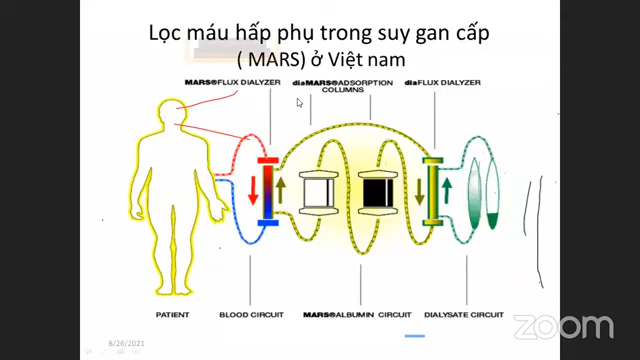 Lọc máu hấp phụ trong suy gan cấp
( MARS) ở Việt nam
MARS®FLUX DIALYZER
diaMARS®ADSORPTION
COLUMNS
diaFLUX DIALYZER
PATIENT
BLOOD CIRCUIT
MARS®ALBUMIN CIRCUIT
DIALYSATE CIRCUIT
8/26/2021
zoom